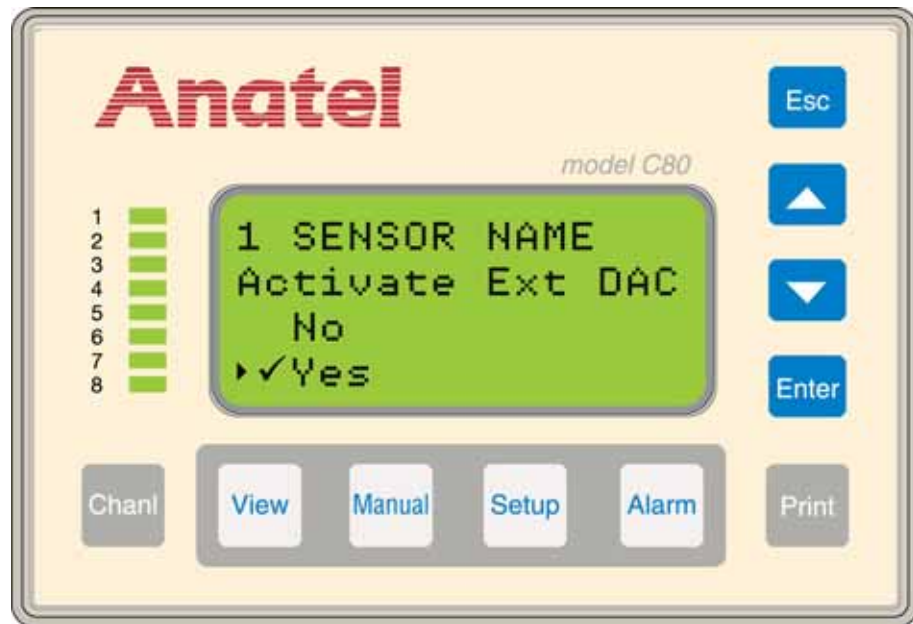 Anatel
model C80
Esc
1
2
3
4
5
6
7
8
1 SENSOR NAME
Activate Ext DAC
No
▸✓Yes
Enter
Chanl
View
Manual
Setup
Alarm
Print